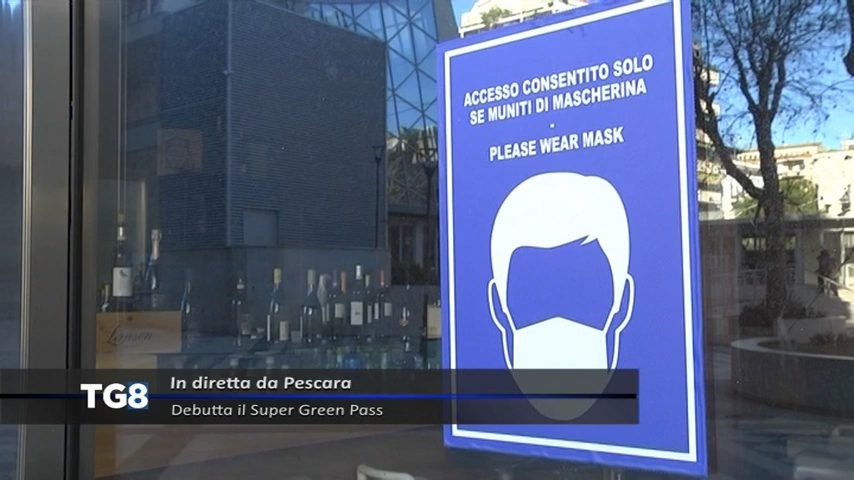 ACCESSO CONSENTITO SOLO
SE MUNITI DI MASCHERINA
-
PLEASE WEAR MASK
TG8
In diretta da Pescara
Debutta il Super Green Pass